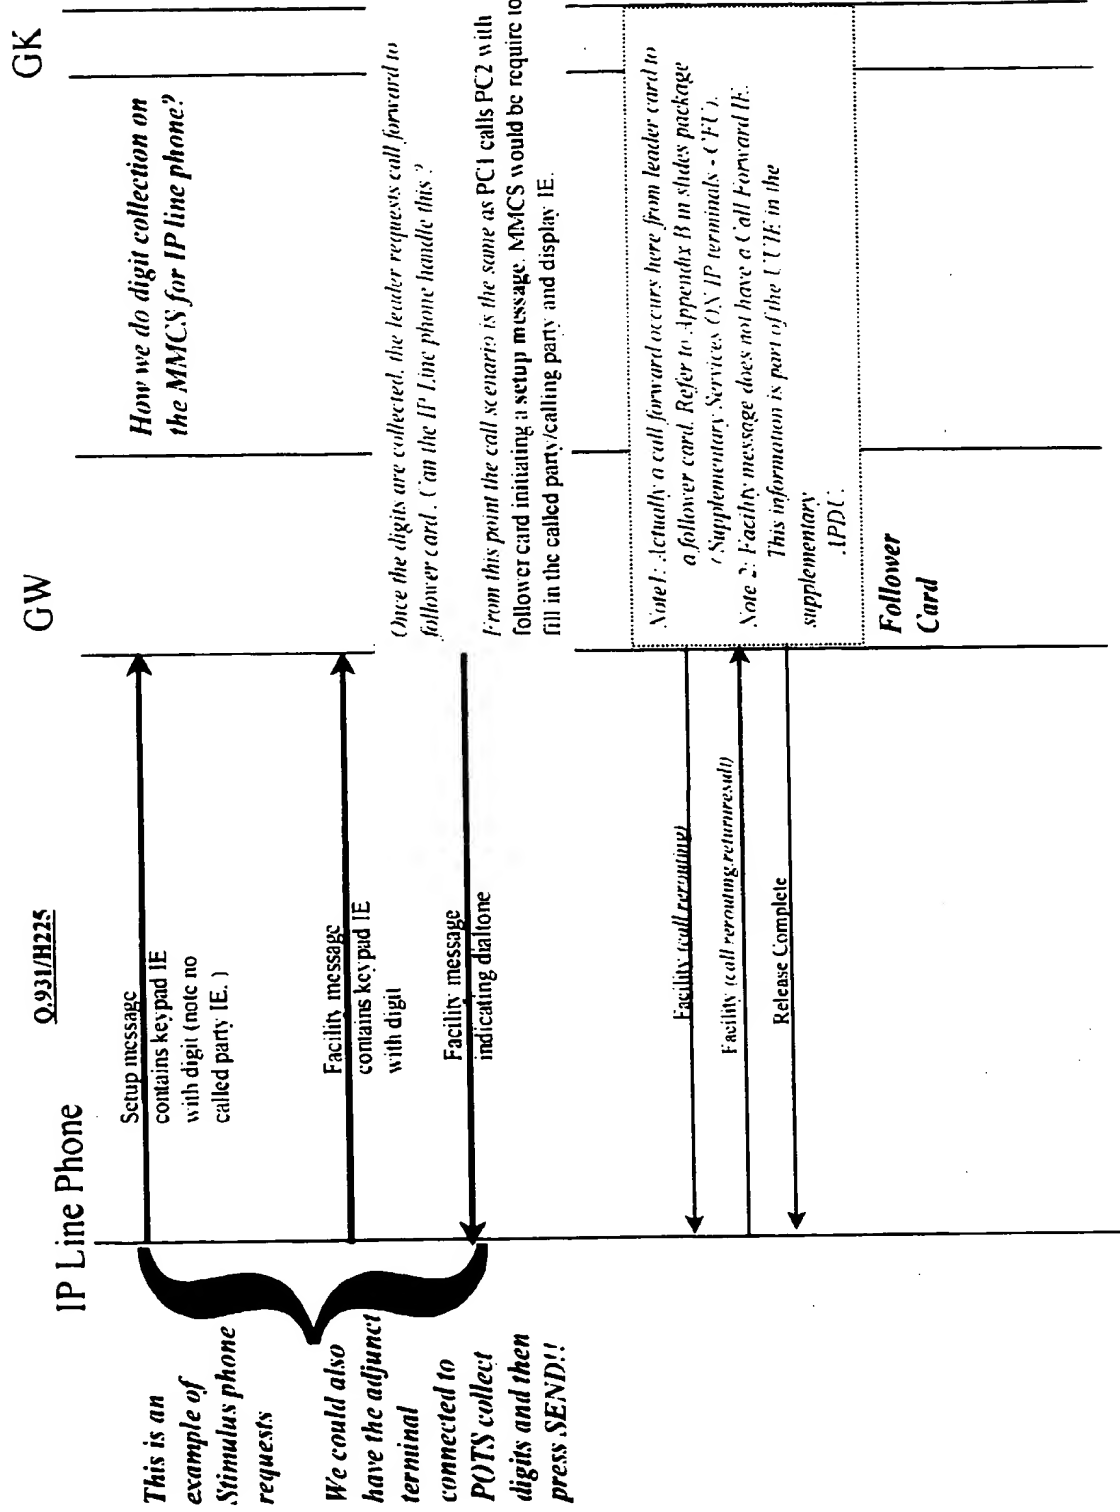 IP Line Phone
Q.931/H225
GW
GK
This is an
example of
Stimulus phone
requests
We could also
have the adjunct
terminal
connected to
POTS collect
digits and then
press SEND!!
Setup message
contains keypad IE
with digit (note no
called party IE. )
Facility message
contains keypad IE
with digit
Facility message
indicating dialtone
How we do digit collection on
the MMCS for IP line phone?
Once the digits are collected, the leader requests call forward to
follower card. Can the IP Line phone handle this?
From this point the call scenario is the same as PC1 calls PC2 with
follower card initiating a setup message. MMCS would be require to
fill in the called party/calling party and display IE.
Facility (call rerouting)
Facility (call rerouting.returnresult)
Release Complete
Note1: Actually a call forward occurs here from leader card to
a follower card. Refer to Appendix B in slides package
(Supplementary Services ON IP terminals - CFU).
Note 2: Facility message does not have a Call Forward IE.
This information is part of the UUIE in the
supplementary
APDU.
Follower
Card